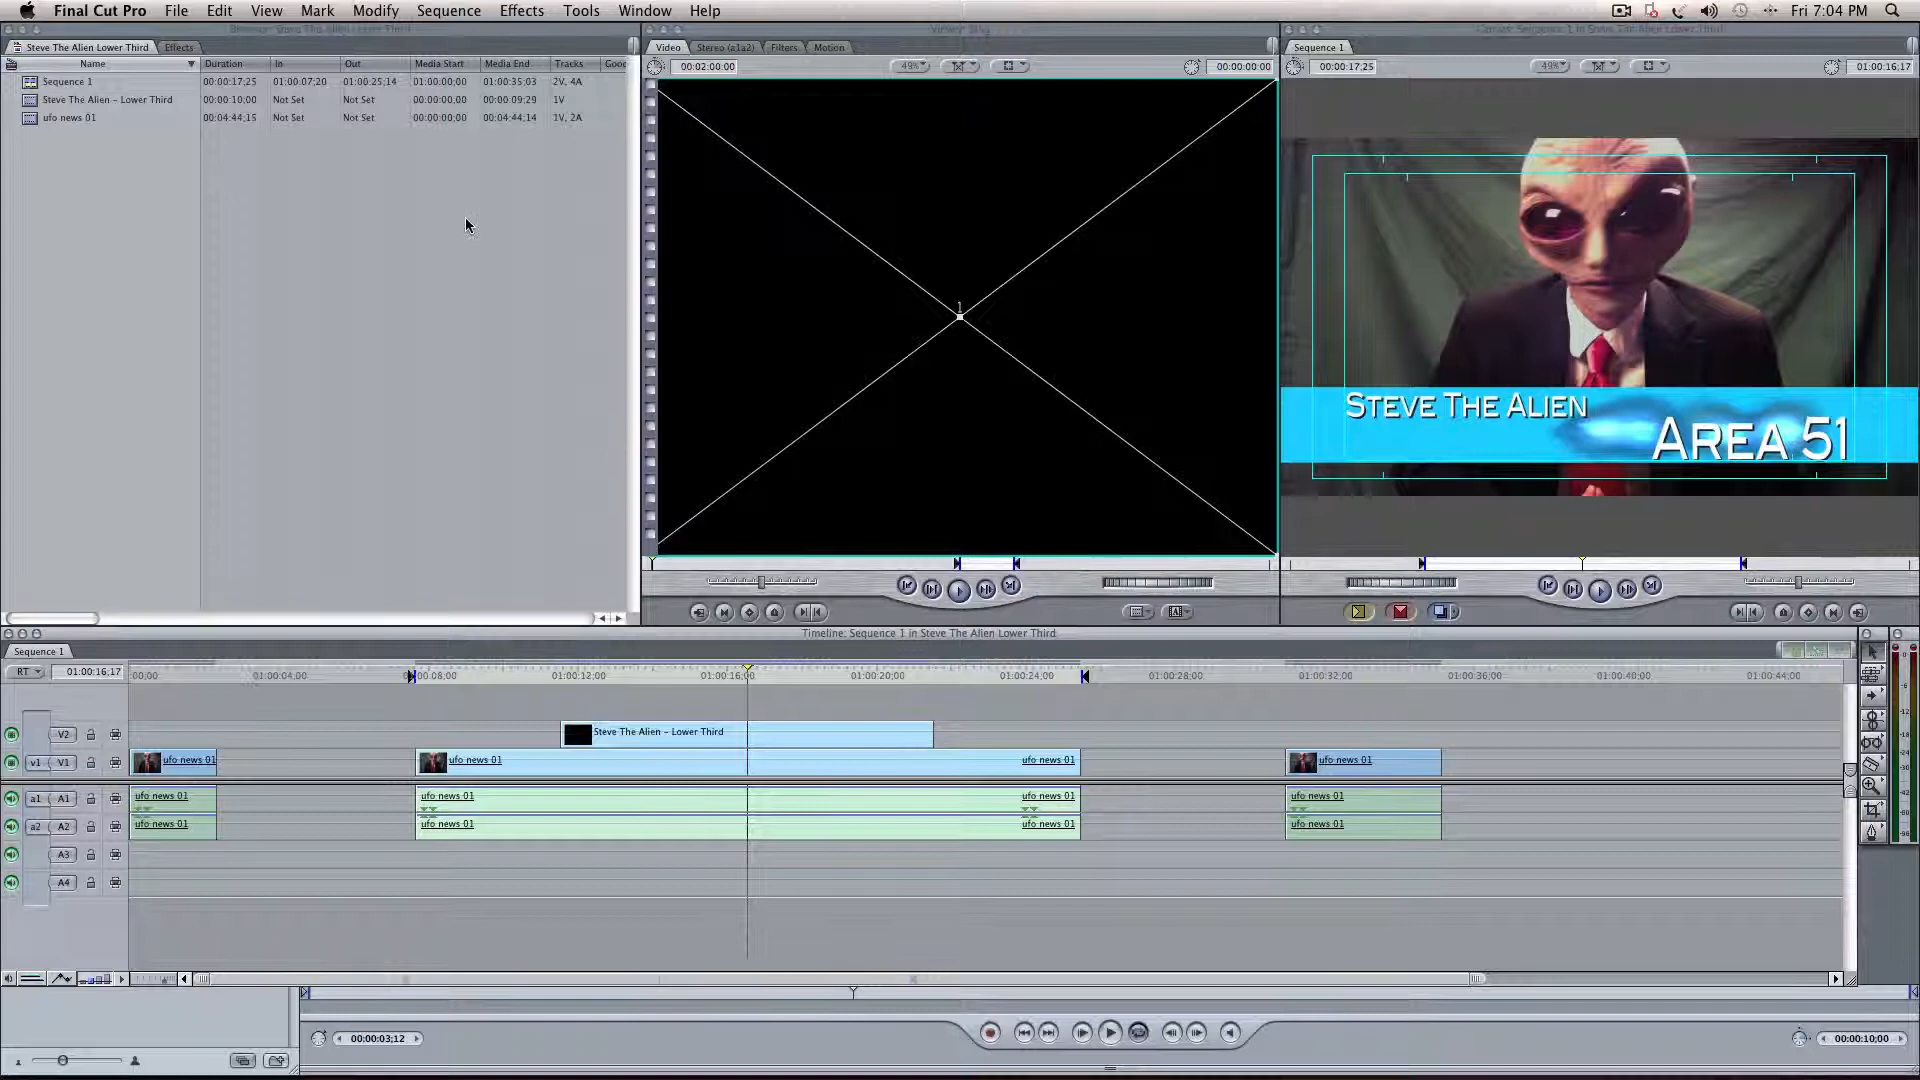 Final Cut Pro File Edit View Mark Modify Sequence Effects Tools Window Help Fri 7:04 PM
Steve The Alien Lower Third Effects
Name Duration In Out Media Start Media End Tracks Good
Sequence 1 00:00:17;25 01:00:07;20 01:00:25;14 01:00:00;00 01:00:35;03 2V, 4A
Steve The Alien - Lower Third 00:00:10;00 Not Set Not Set 00:00:00;00 00:00:09;29 1V
ufo news 01 00:04:44;15 Not Set Not Set 00:00:00;00 00:04:44;14 1V, 2A
Video Stereo (a1a2) Filters Motion
00:02:00:00 49% 00:00:00:00
1
Sequence 1
00:00:17;25 49% 01:00:16;17
STEVE THE ALIEN
AREA 51
Timeline: Sequence 1 in Steve The Alien Lower Third
Sequence 1
RT 01:00:16;17 00;00 01:00:04;00 00:08;00 01:00:12;00 01:00:16;00 01:00:20;00 01:00:24;00 01:00:28;00 01:00:32;00 01:00:36;00 01:00:40;00 01:00:44;00
V2 Steve The Alien - Lower Third
v1 V1 ufo news 01 ufo news 01 ufo news 01 ufo news 01
a1 A1 ufo news 01 ufo news 01 ufo news 01 ufo news 01
a2 A2 ufo news 01 ufo news 01 ufo news 01 ufo news 01
A3
A4
00:00:03;12 00:00:10;00